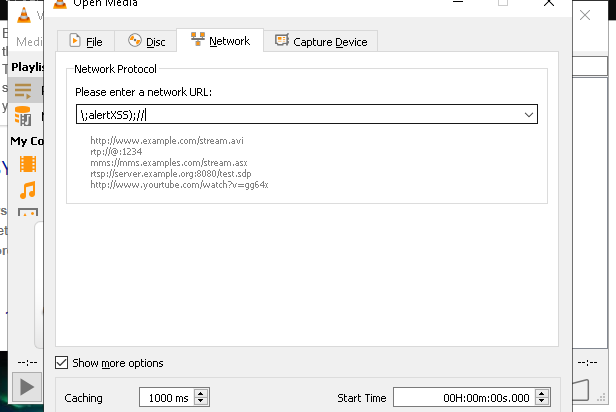 V
Open Media
Medi
File
Disc
Network
Capture Device
Playlis
Network Protocol
Please enter a network URL:
\;alertXSS);//
http://www.example.com/stream.avi
rtp://@:1234
mms://mms.examples.com/stream.asx
rtsp://server.example.org:8080/test.sdp
http://www.yourtube.com/watch?v=gg64x
My Co
--:--
Show more options
--:--
Caching
1000 ms
Start Time
00H:00m:00s.000